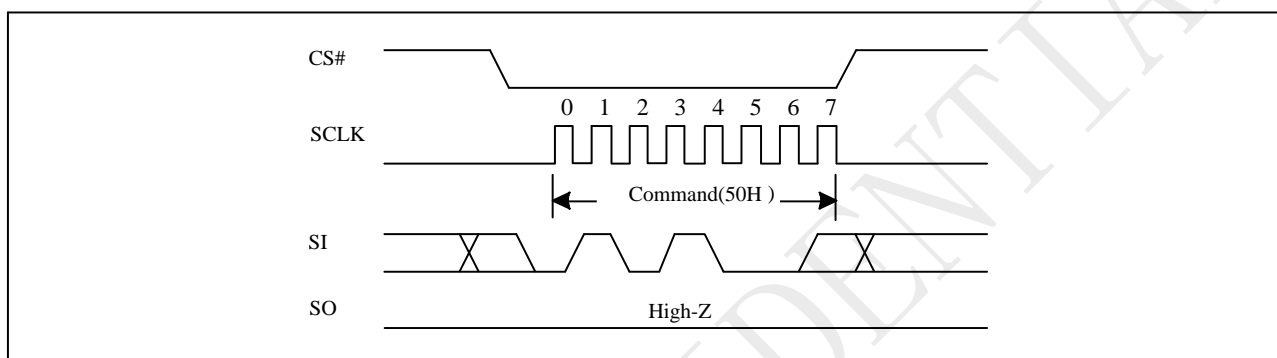 CS#
0 1 2 3 4 5 6 7
SCLK
Command(50H )
SI
SO High-Z